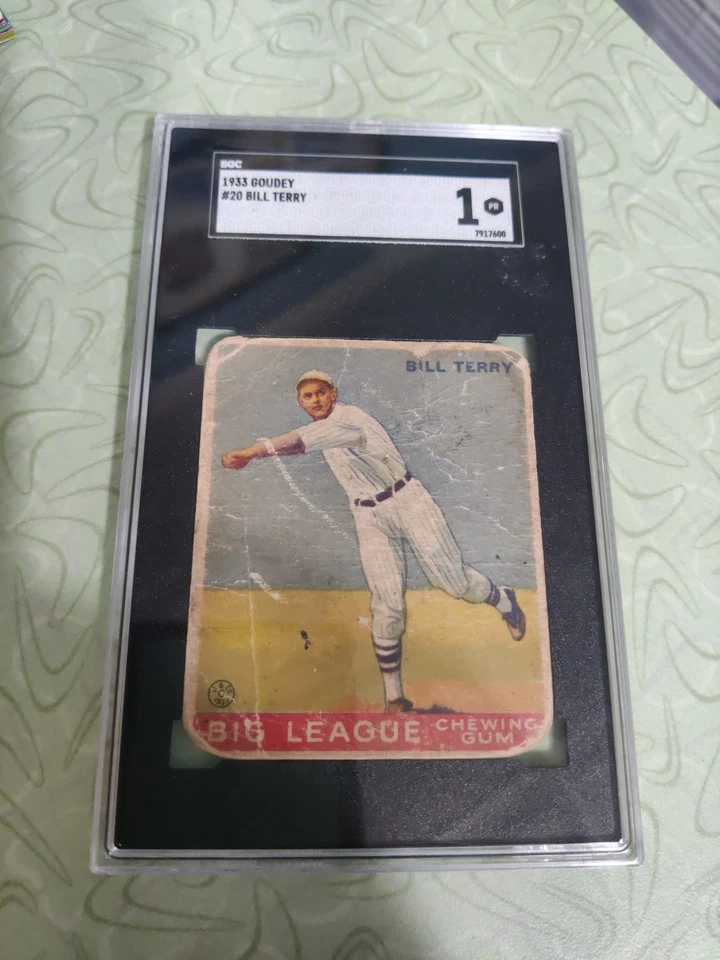 SGC
1933 GOUDEY
#20 BILL TERRY
1
PR
7917600
BILL TERRY
BIG LEAGUE
CHEWING
GUM